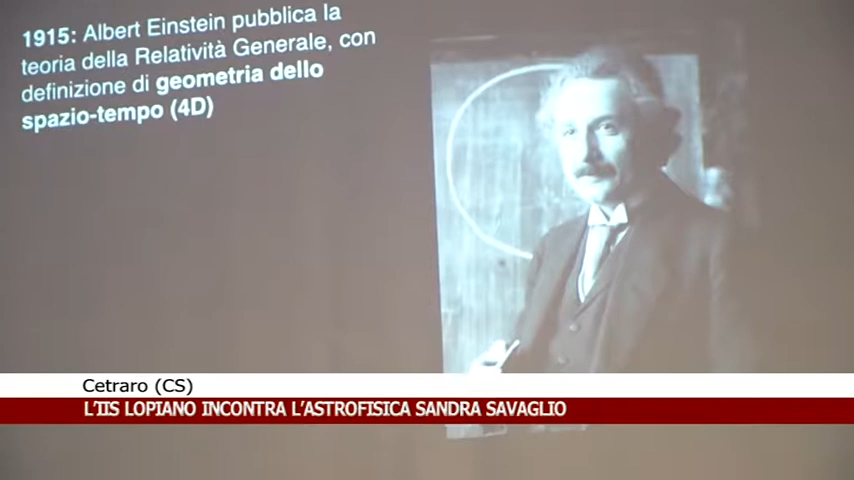 1915: Albert Einstein pubblica la
teoria della Relatività Generale, con
definizione di geometria dello
spazio-tempo (4D)
Cetraro (CS)
L'IIS LOPIANO INCONTRA L'ASTROFISICA SANDRA SAVAGLIO